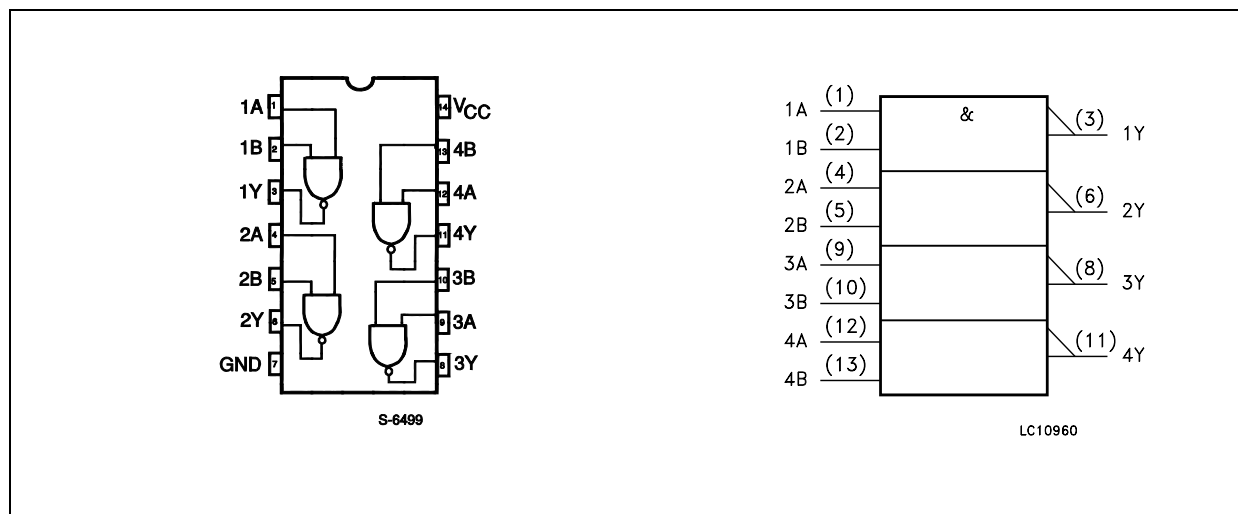 1A 1 14 VCC
1B 2 13 4B
1Y 3 12 4A
2A 4 11 4Y
2B 5 10 3B
2Y 6 9 3A
GND 7 8 3Y
S-6499
&
1A (1) (3) 1Y
1B (2)
2A (4) (6) 2Y
2B (5)
3A (9) (8) 3Y
3B (10)
4A (12) (11) 4Y
4B (13)
LC10960